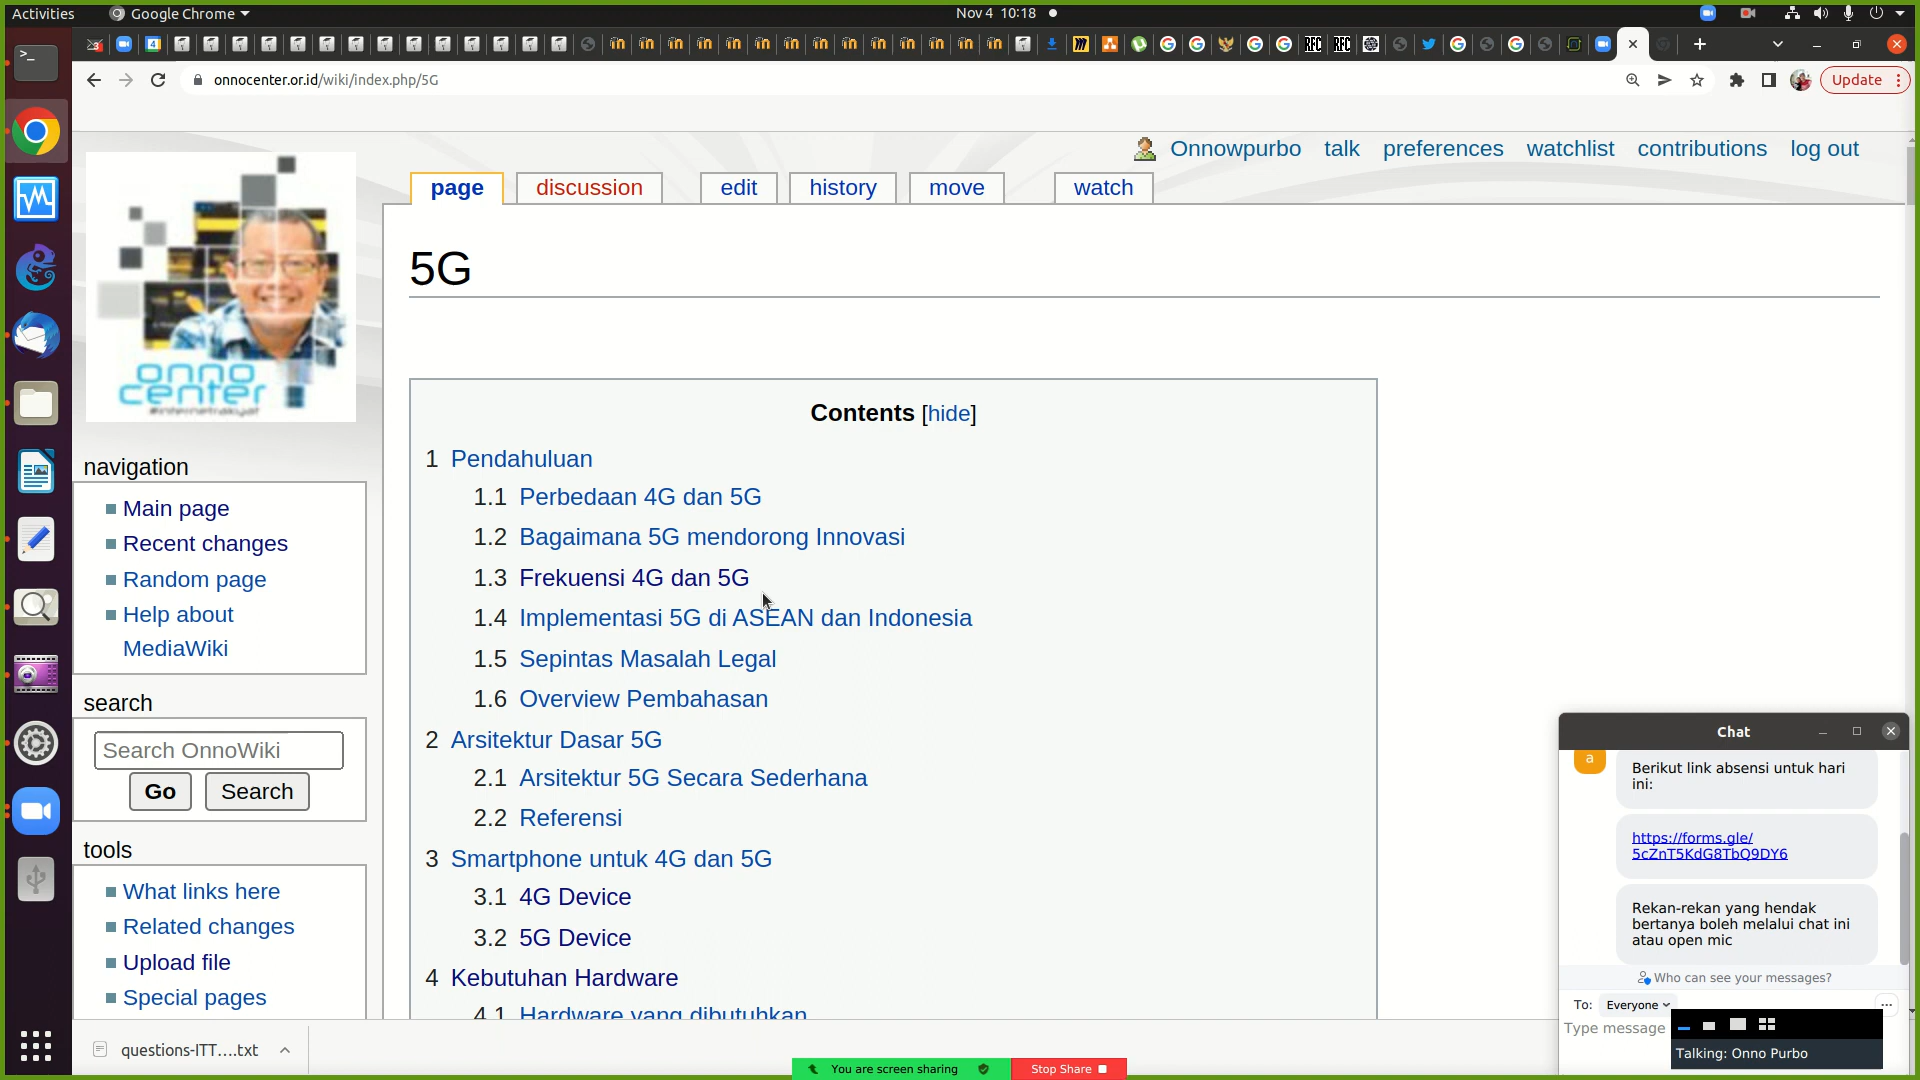 Activities
Google Chrome
Nov 4 10:18
onnocenter.or.id/wiki/index.php/5G
Update
Onnowpurbo talk preferences watchlist contributions log out
page discussion edit history move watch
onno
center
#internetrakyat
5G
Contents [hide]
1 Pendahuluan
1.1 Perbedaan 4G dan 5G
1.2 Bagaimana 5G mendorong Innovasi
1.3 Frekuensi 4G dan 5G
1.4 Implementasi 5G di ASEAN dan Indonesia
1.5 Sepintas Masalah Legal
1.6 Overview Pembahasan
2 Arsitektur Dasar 5G
2.1 Arsitektur 5G Secara Sederhana
2.2 Referensi
3 Smartphone untuk 4G dan 5G
3.1 4G Device
3.2 5G Device
4 Kebutuhan Hardware
4.1 Hardware yang dibutuhkan
navigation
Main page
Recent changes
Random page
Help about
MediaWiki
search
Search OnnoWiki
Go Search
tools
What links here
Related changes
Upload file
Special pages
Chat
a
Berikut link absensi untuk hari
ini:
https://forms.gle/
5cZnT5KdG8TbQ9DY6
Rekan-rekan yang hendak
bertanya boleh melalui chat ini
atau open mic
Who can see your messages?
To: Everyone
Type message
Talking: Onno Purbo
questions-ITT....txt
You are screen sharing
Stop Share